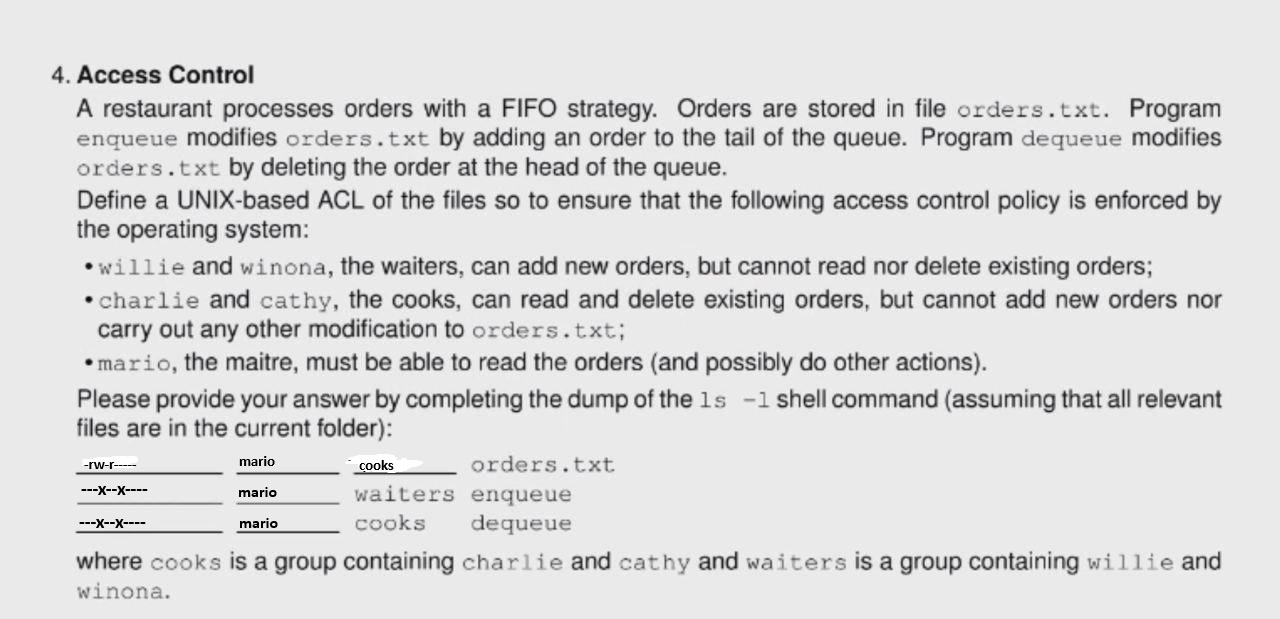 4. Access Control
A restaurant processes orders with a FIFO strategy. Orders are stored in file orders.txt. Program
enqueue modifies orders.txt by adding an order to the tail of the queue. Program dequeue modifies
orders.txt by deleting the order at the head of the queue.
Define a UNIX-based ACL of the files so to ensure that the following access control policy is enforced by
the operating system:
• willie and winona, the waiters, can add new orders, but cannot read nor delete existing orders;
• charlie and cathy, the cooks, can read and delete existing orders, but cannot add new orders nor
carry out any other modification to orders.txt;
• mario, the maitre, must be able to read the orders (and possibly do other actions).
Please provide your answer by completing the dump of the ls -l shell command (assuming that all relevant
files are in the current folder):
-rw-r----- mario cooks orders.txt
---x--x---- mario waiters enqueue
---x--x---- mario cooks dequeue
where cooks is a group containing charlie and cathy and waiters is a group containing willie and
winona.